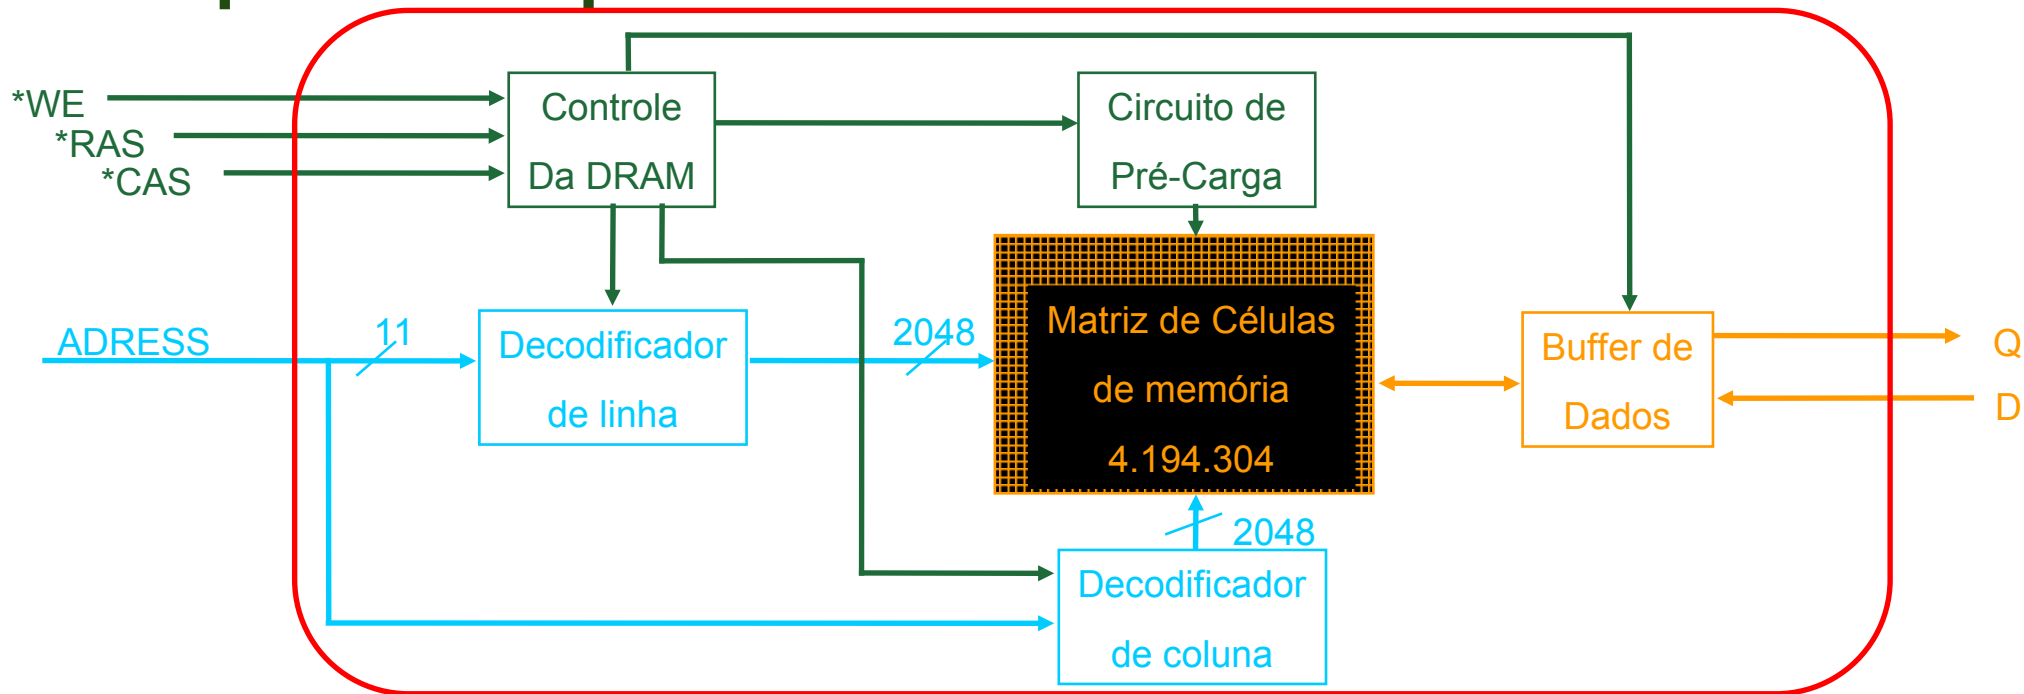 *WE
*RAS
*CAS
Controle
Da DRAM
Circuito de
Pré-Carga
ADRESS
11
Decodificador
de linha
2048
Matriz de Células
de memória
4.194.304
Buffer de
Dados
Q
D
2048
Decodificador
de coluna